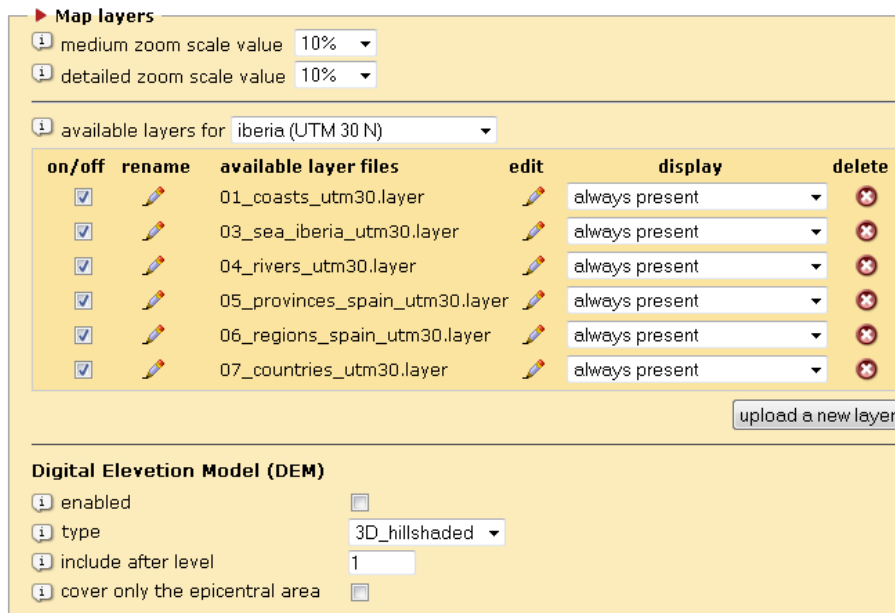 Map layers
medium zoom scale value 10%
detailed zoom scale value 10%
available layers for iberia (UTM 30 N)
on/off rename available layer files edit display delete
01_coasts_utm30.layer always present
03_sea_iberia_utm30.layer always present
04_rivers_utm30.layer always present
05_provinces_spain_utm30.layer always present
06_regions_spain_utm30.layer always present
07_countries_utm30.layer always present
upload a new layer
Digital Elevetion Model (DEM)
enabled
type 3D_hillshaded
include after level 1
cover only the epicentral area